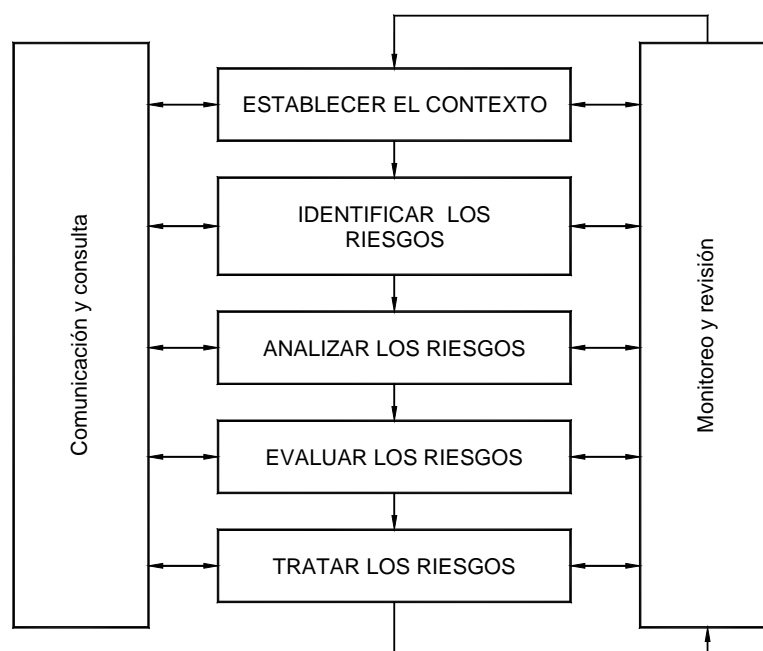 Comunicación y consulta
ESTABLECER EL CONTEXTO
IDENTIFICAR LOS
RIESGOS
ANALIZAR LOS RIESGOS
EVALUAR LOS RIESGOS
TRATAR LOS RIESGOS
Monitoreo y revisión